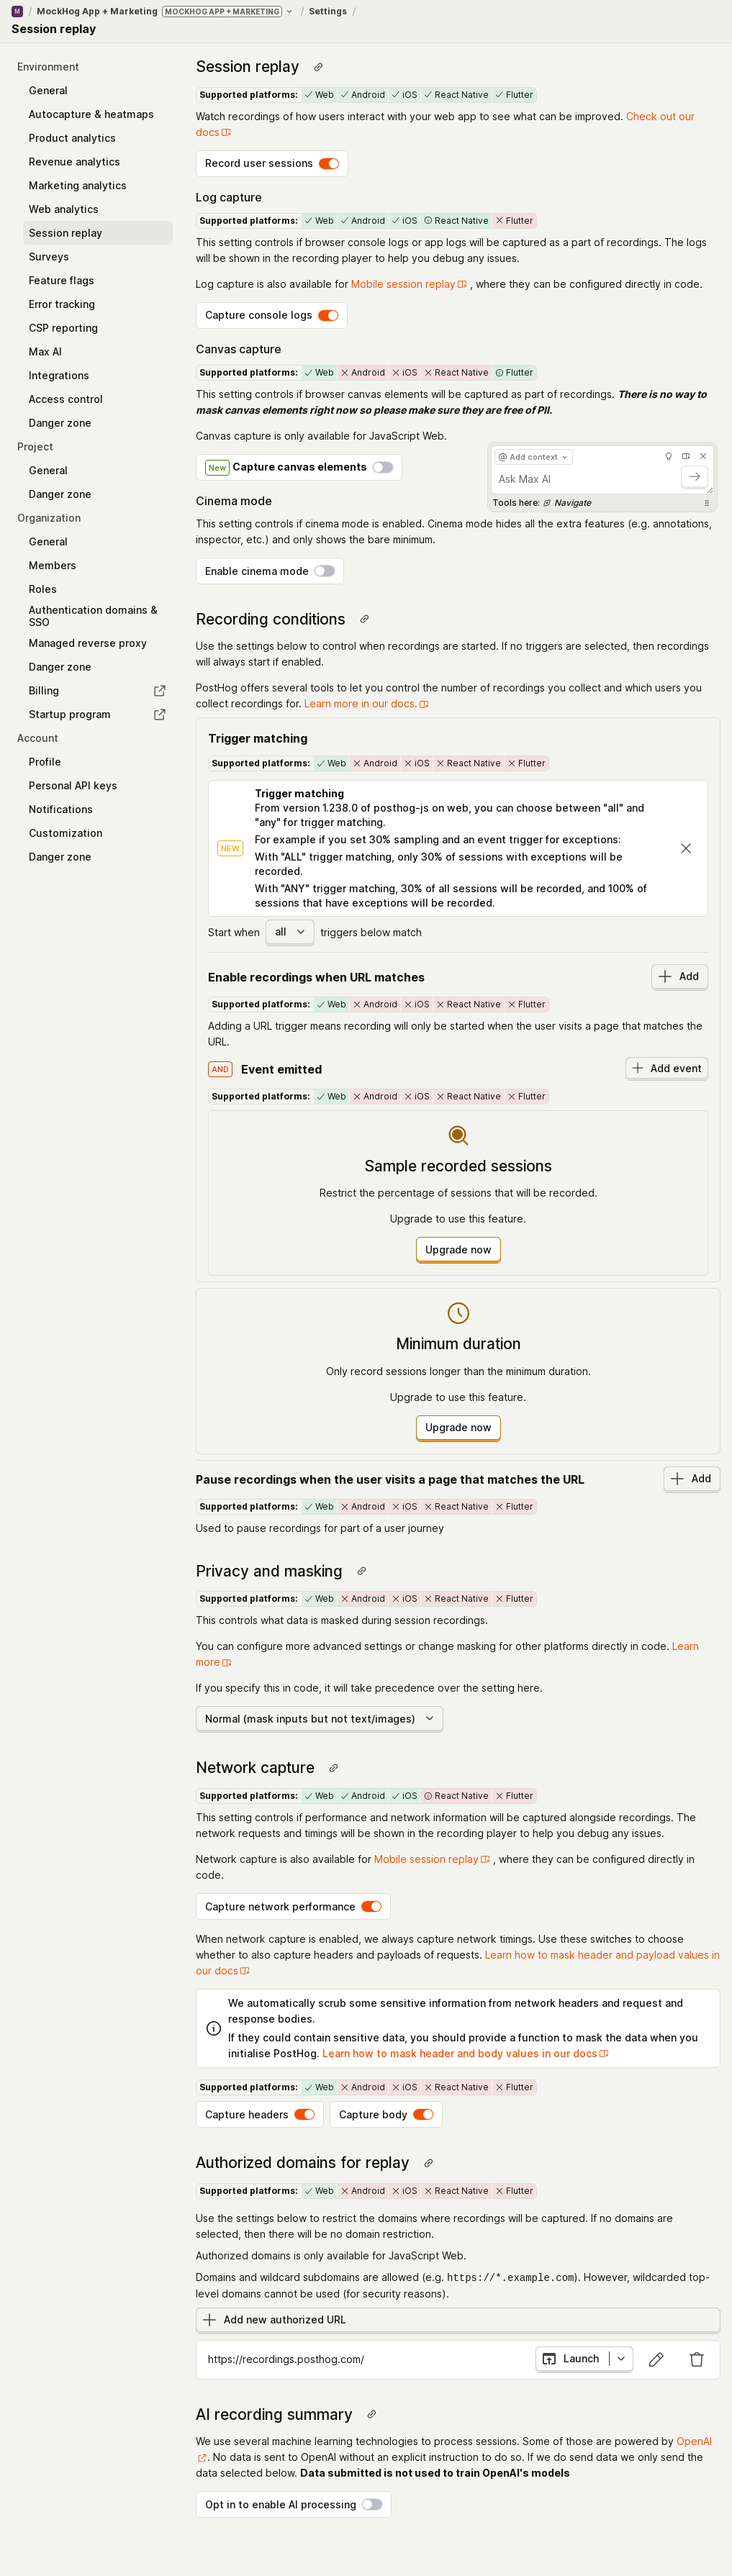 M / MockHog App + Marketing MOCKHOG APP + MARKETING / Settings /
Session replay
Environment
General
Autocapture & heatmaps
Product analytics
Revenue analytics
Marketing analytics
Web analytics
Session replay
Surveys
Feature flags
Error tracking
CSP reporting
Max AI
Integrations
Access control
Danger zone
Project
General
Danger zone
Organization
General
Members
Roles
Authentication domains &
SSO
Managed reverse proxy
Danger zone
Billing
Startup program
Account
Profile
Personal API keys
Notifications
Customization
Danger zone
Session replay
Supported platforms: Web Android iOS React Native Flutter
Watch recordings of how users interact with your web app to see what can be improved. Check out our
docs
Record user sessions
Log capture
Supported platforms: Web Android iOS React Native Flutter
This setting controls if browser console logs or app logs will be captured as a part of recordings. The logs
will be shown in the recording player to help you debug any issues.
Log capture is also available for Mobile session replay , where they can be configured directly in code.
Capture console logs
Canvas capture
Supported platforms: Web Android iOS React Native Flutter
This setting controls if browser canvas elements will be captured as part of recordings. There is no way to
mask canvas elements right now so please make sure they are free of PII.
Canvas capture is only available for JavaScript Web.
New Capture canvas elements
@ Add context
Ask Max AI
Tools here: Navigate
Cinema mode
This setting controls if cinema mode is enabled. Cinema mode hides all the extra features (e.g. annotations,
inspector, etc.) and only shows the bare minimum.
Enable cinema mode
Recording conditions
Use the settings below to control when recordings are started. If no triggers are selected, then recordings
will always start if enabled.
PostHog offers several tools to let you control the number of recordings you collect and which users you
collect recordings for. Learn more in our docs.
Trigger matching
Supported platforms: Web Android iOS React Native Flutter
NEW
Trigger matching
From version 1.238.0 of posthog-js on web, you can choose between "all" and
"any" for trigger matching.
For example if you set 30% sampling and an event trigger for exceptions:
With "ALL" trigger matching, only 30% of sessions with exceptions will be
recorded.
With "ANY" trigger matching, 30% of all sessions will be recorded, and 100% of
sessions that have exceptions will be recorded.
Start when all triggers below match
Enable recordings when URL matches Add
Supported platforms: Web Android iOS React Native Flutter
Adding a URL trigger means recording will only be started when the user visits a page that matches the
URL.
AND Event emitted Add event
Supported platforms: Web Android iOS React Native Flutter
Sample recorded sessions
Restrict the percentage of sessions that will be recorded.
Upgrade to use this feature.
Upgrade now
Minimum duration
Only record sessions longer than the minimum duration.
Upgrade to use this feature.
Upgrade now
Pause recordings when the user visits a page that matches the URL Add
Supported platforms: Web Android iOS React Native Flutter
Used to pause recordings for part of a user journey
Privacy and masking
Supported platforms: Web Android iOS React Native Flutter
This controls what data is masked during session recordings.
You can configure more advanced settings or change masking for other platforms directly in code. Learn
more
If you specify this in code, it will take precedence over the setting here.
Normal (mask inputs but not text/images)
Network capture
Supported platforms: Web Android iOS React Native Flutter
This setting controls if performance and network information will be captured alongside recordings. The
network requests and timings will be shown in the recording player to help you debug any issues.
Network capture is also available for Mobile session replay , where they can be configured directly in
code.
Capture network performance
When network capture is enabled, we always capture network timings. Use these switches to choose
whether to also capture headers and payloads of requests. Learn how to mask header and payload values in
our docs
We automatically scrub some sensitive information from network headers and request and
response bodies.
If they could contain sensitive data, you should provide a function to mask the data when you
initialise PostHog. Learn how to mask header and body values in our docs
Supported platforms: Web Android iOS React Native Flutter
Capture headers Capture body
Authorized domains for replay
Supported platforms: Web Android iOS React Native Flutter
Use the settings below to restrict the domains where recordings will be captured. If no domains are
selected, then there will be no domain restriction.
Authorized domains is only available for JavaScript Web.
Domains and wildcard subdomains are allowed (e.g. https://*.example.com). However, wildcarded top-
level domains cannot be used (for security reasons).
Add new authorized URL
https://recordings.posthog.com/ Launch
AI recording summary
We use several machine learning technologies to process sessions. Some of those are powered by OpenAI
. No data is sent to OpenAI without an explicit instruction to do so. If we do send data we only send the
data selected below. Data submitted is not used to train OpenAI's models
Opt in to enable AI processing